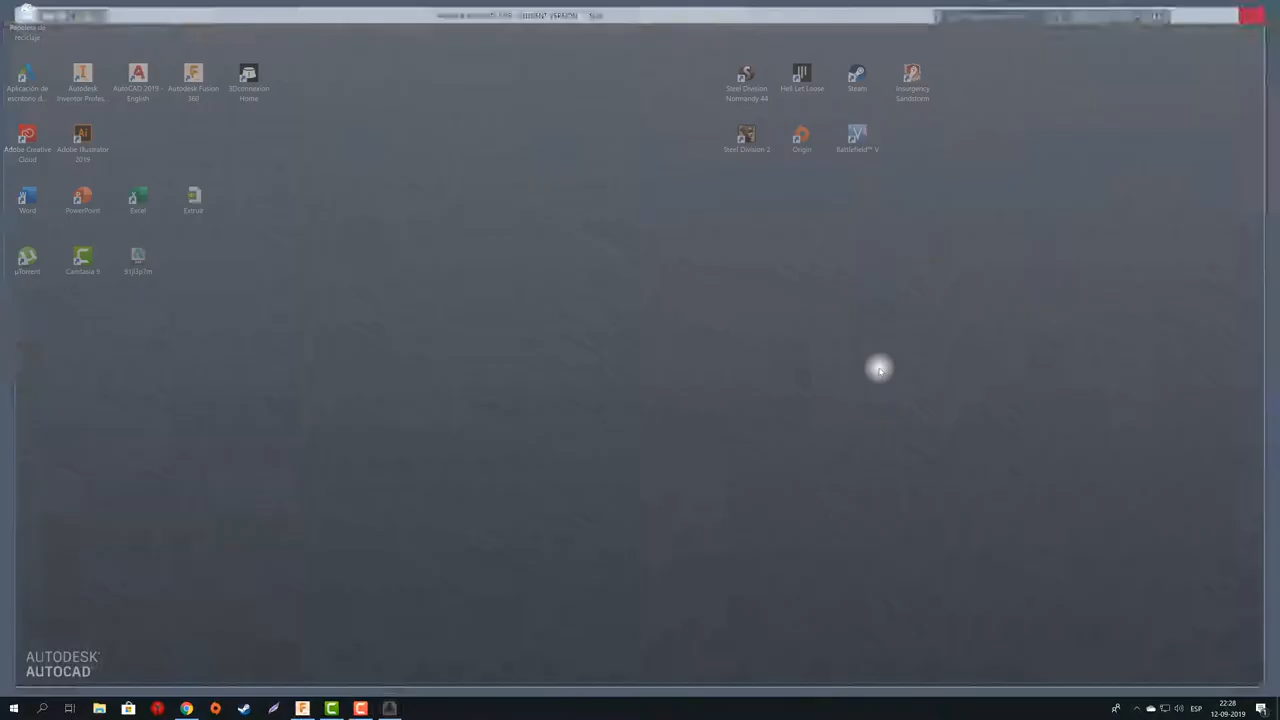 STUDENT VERSION
Papelera de
reciclaje
Aplicación de
escritorio d...
Autodesk
Inventor Profes...
AutoCAD 2019 -
English
Autodesk Fusion
360
3Dconnexion
Home
Steel Division
Normandy 44
Hell Let Loose
Steam
Insurgency
Sandstorm
Adobe Creative
Cloud
Adobe Illustrator
2019
Steel Division 2
Origin
Battlefield™ V
Word
PowerPoint
Excel
Extrud
µTorrent
Camtasia 9
91jl3p7m
AUTODESK
AUTOCAD
ESP
22:28
12-09-2019